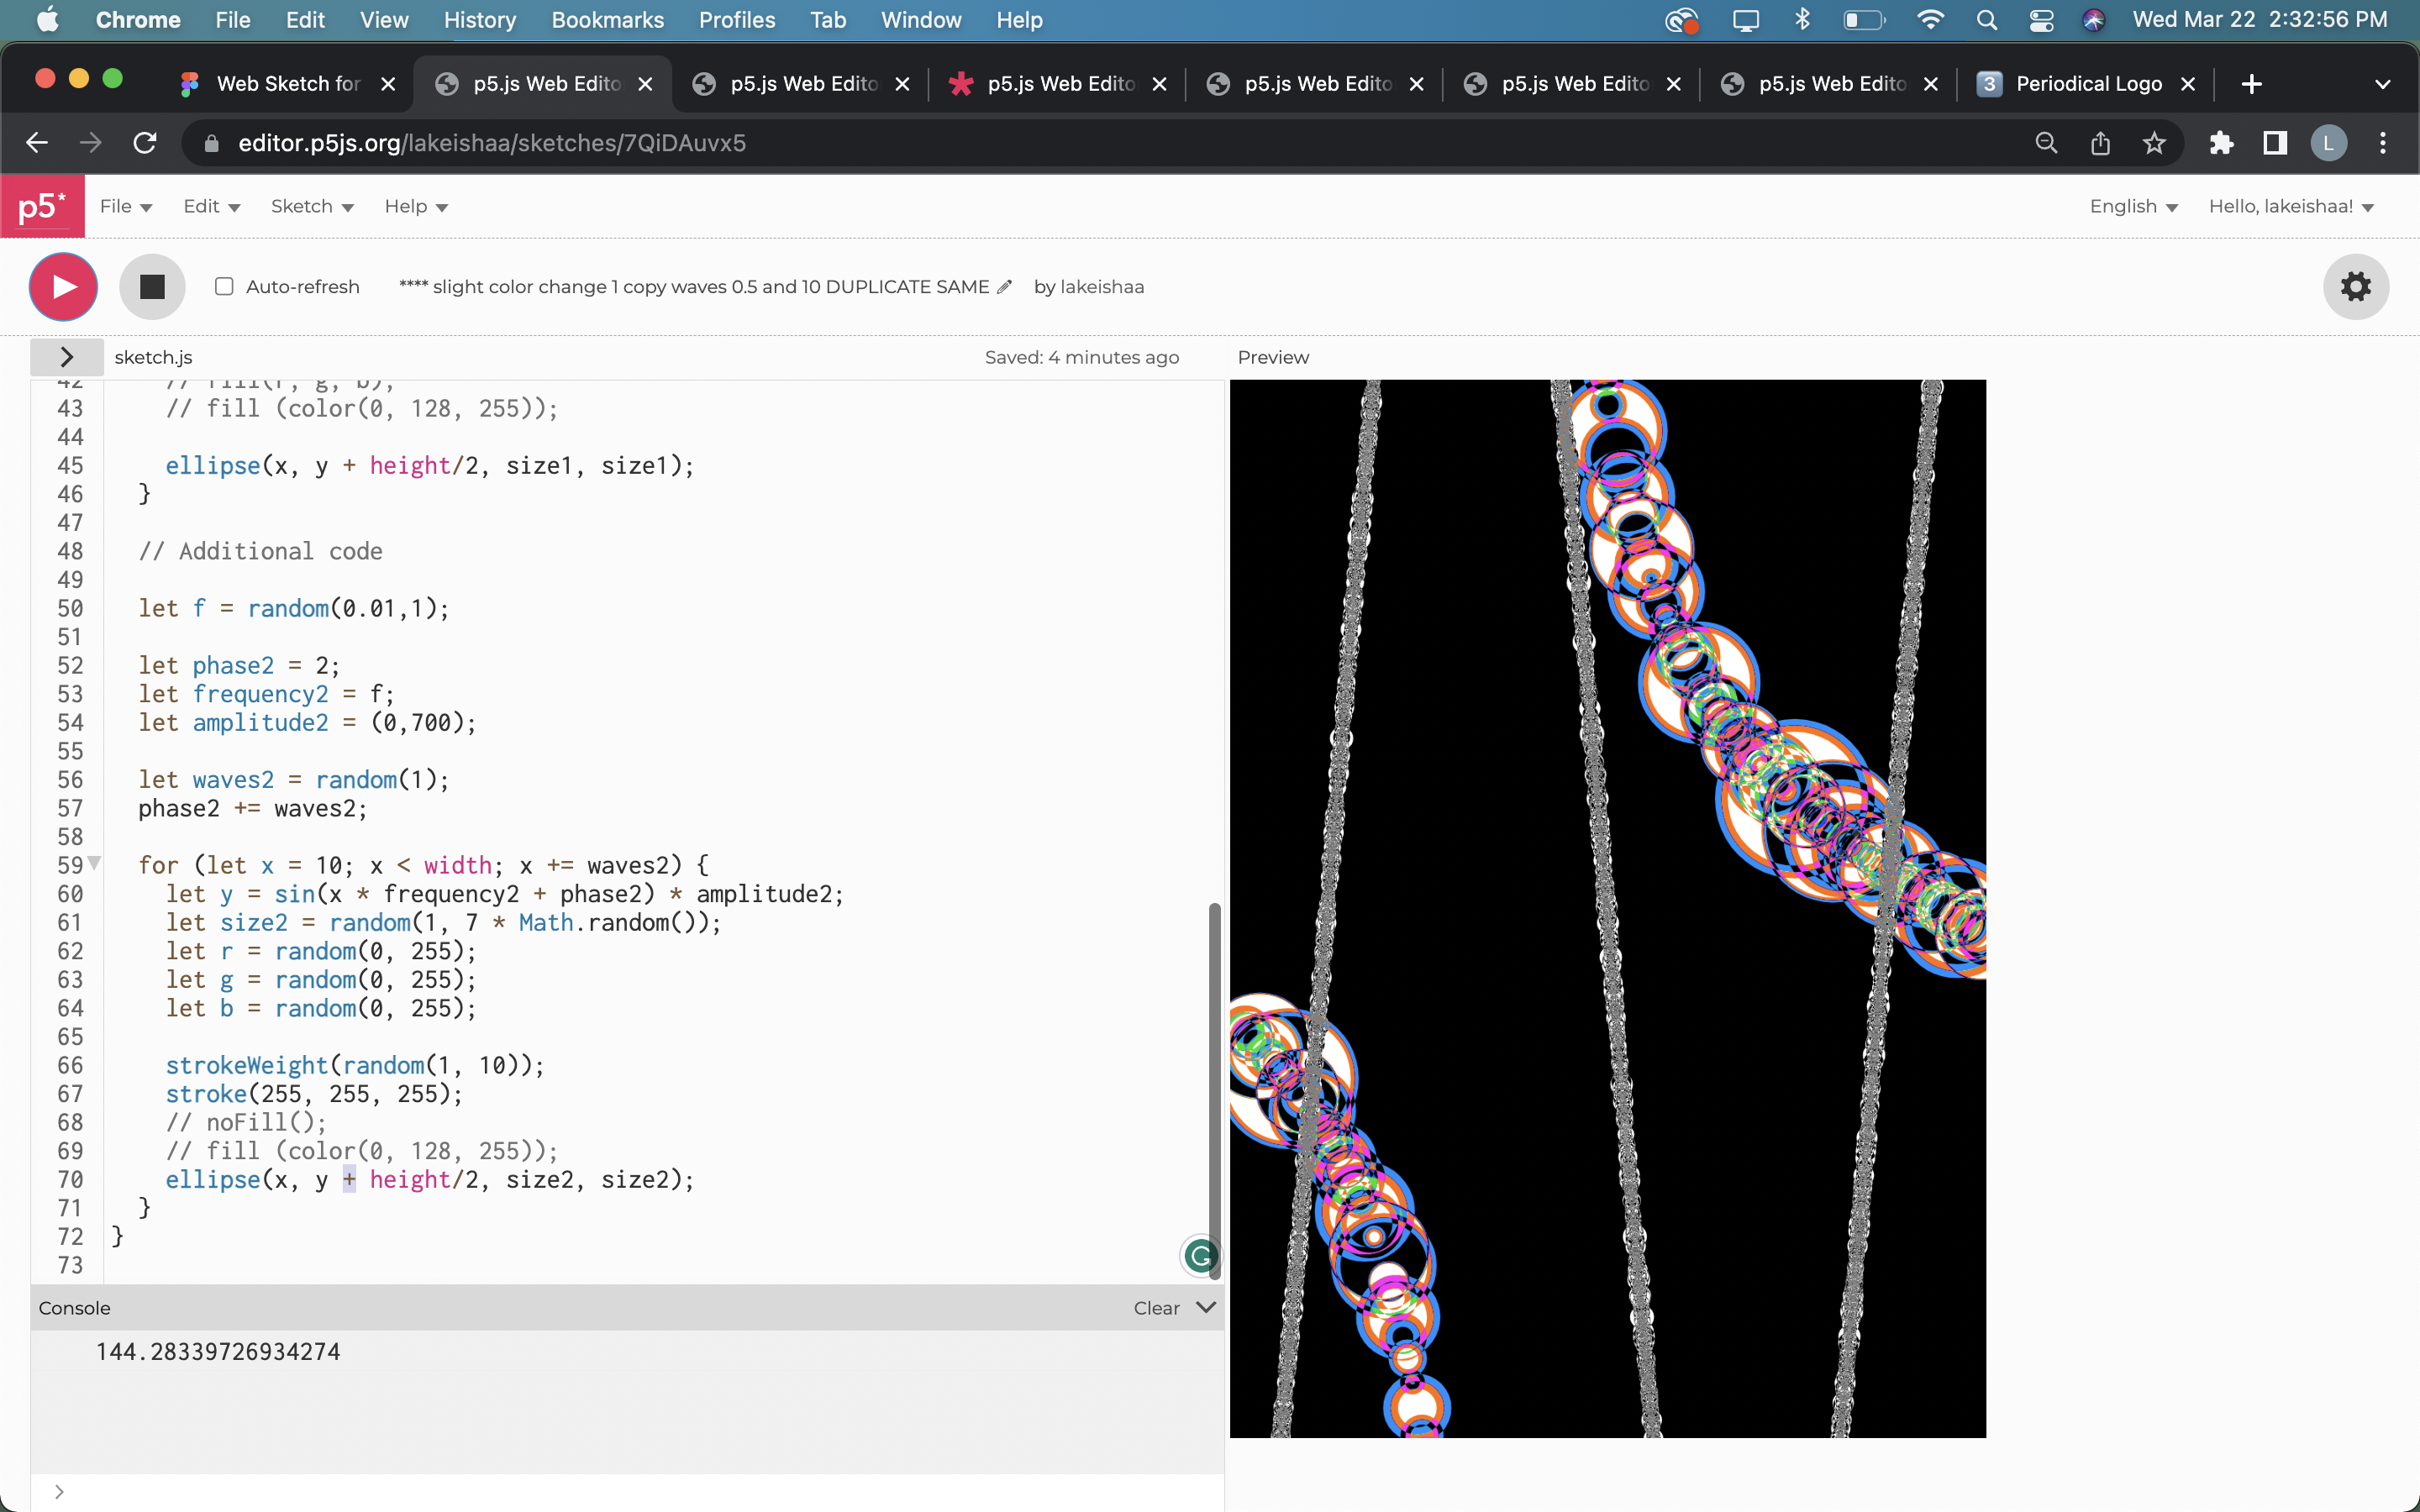 Chrome File Edit View History Bookmarks Profiles Tab Window Help Wed Mar 22 2:32:56 PM
Web Sketch for p5.js Web Edito p5.js Web Edito p5.js Web Edito p5.js Web Edito p5.js Web Edito p5.js Web Edito 3 Periodical Logo
editor.p5js.org/lakeishaa/sketches/7QiDAuvx5 L
p5* File Edit Sketch Help English Hello, lakeishaa!
Auto-refresh **** slight color change 1 copy waves 0.5 and 10 DUPLICATE SAME by lakeishaa
> sketch.js Saved: 4 minutes ago Preview
42 // fill(r, g, b);
43 // fill (color(0, 128, 255));
44
45 ellipse(x, y + height/2, size1, size1);
46 }
47
48 // Additional code
49
50 let f = random(0.01,1);
51
52 let phase2 = 2;
53 let frequency2 = f;
54 let amplitude2 = (0,700);
55
56 let waves2 = random(1);
57 phase2 += waves2;
58
59 for (let x = 10; x < width; x += waves2) {
60 let y = sin(x * frequency2 + phase2) * amplitude2;
61 let size2 = random(1, 7 * Math.random());
62 let r = random(0, 255);
63 let g = random(0, 255);
64 let b = random(0, 255);
65
66 strokeWeight(random(1, 10));
67 stroke(255, 255, 255);
68 // noFill();
69 // fill (color(0, 128, 255));
70 ellipse(x, y + height/2, size2, size2);
71 }
72 }
73
Console Clear
144.28339726934274
>